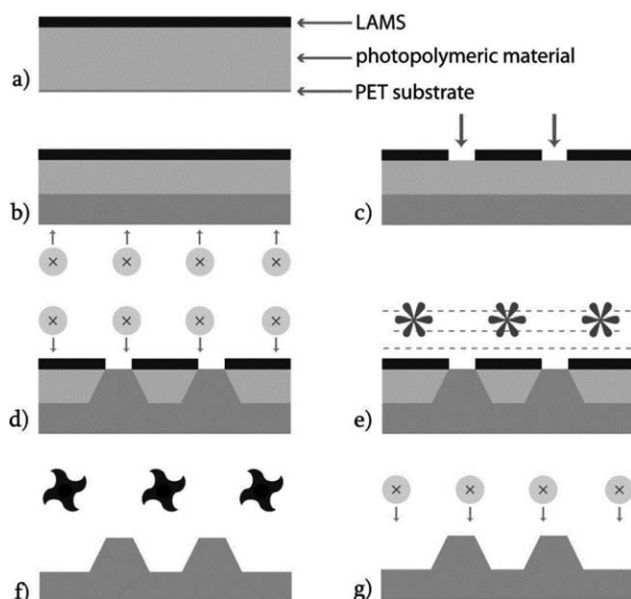 LAMS
photopolymeric material
a)
PET substrate
b)
c)
d)
e)
f)
g)